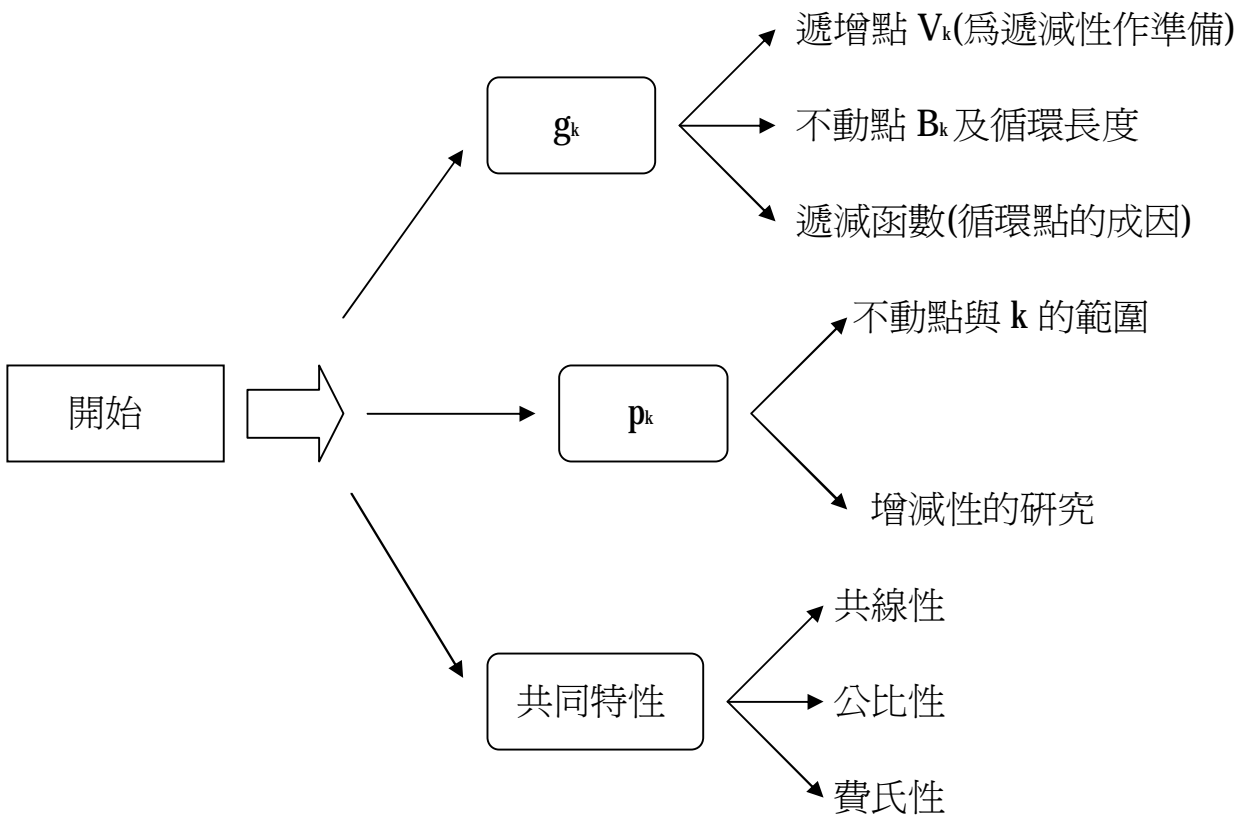 開始
gₖ
遞增點 Vₖ(為遞減性作準備)
不動點 Bₖ及循環長度
遞減函數(循環點的成因)
pₖ
不動點與 k 的範圍
增減性的研究
共同特性
共線性
公比性
費氏性